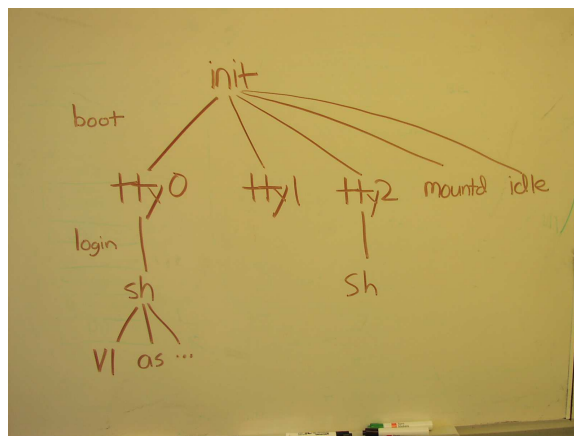 init
boot
tty0 tty1 tty2 mountd idle
login
sh sh
VI as ...